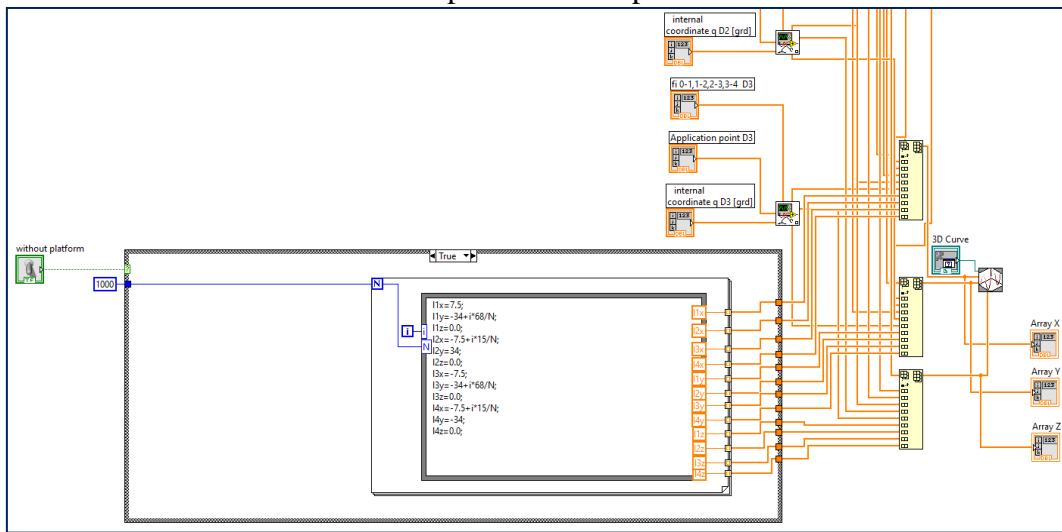 internal
coordinate q D2 [grd]
fi 0-1,1-2,2-3,3-4 D3
Application point D3
internal
coordinate q D3 [grd]
without platform
TF
True
3D Curve
1000
N
i
i
N
l1x=7.5;
l1y=-34+i*68/N;
l1z=0.0;
l2x=-7.5+i*15/N;
l2y=34;
l2z=0.0;
l3x=-7.5;
l3y=-34+i*68/N;
l3z=0.0;
l4x=-7.5+i*15/N;
l4y=-34;
l4z=0.0;
l1x
l2x
l3x
l4x
l1y
l2y
l3y
l4y
l1z
l2z
l3z
l4z
Array X
Array Y
Array Z